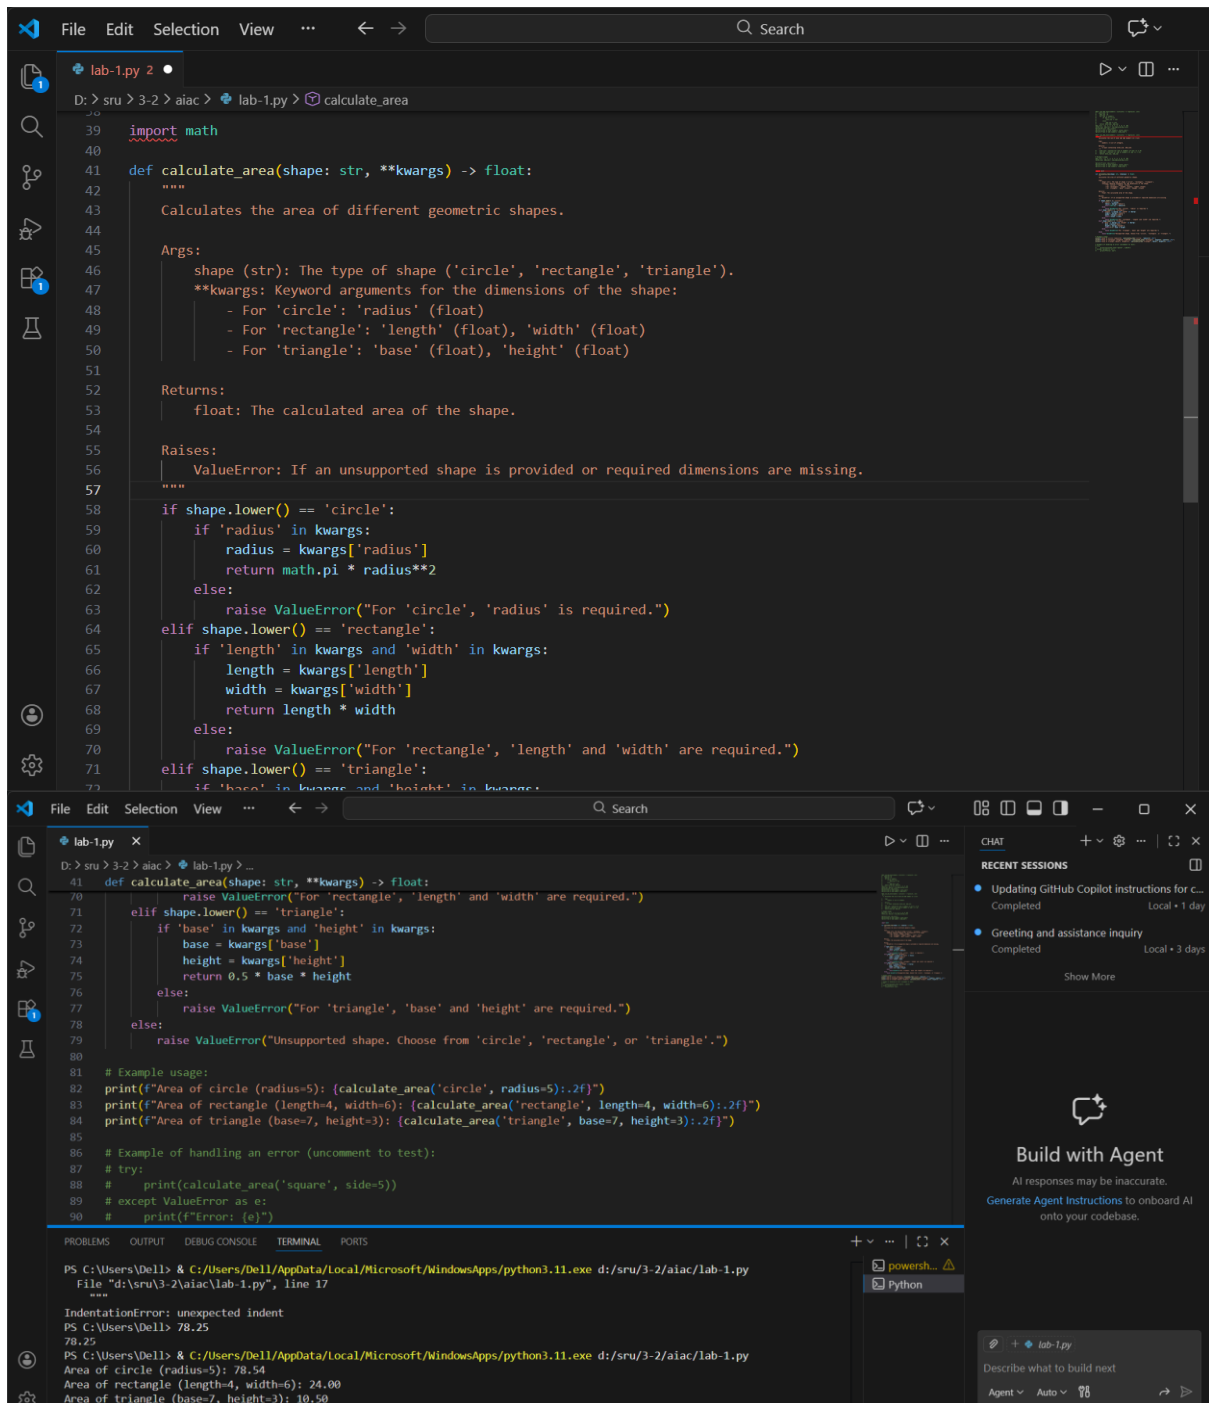 File Edit Selection View ··· Search
lab-1.py 2
D: > sru > 3-2 > aiac > lab-1.py > calculate_area
38
39 import math
40
41 def calculate_area(shape: str, **kwargs) -> float:
42 """
43 Calculates the area of different geometric shapes.
44
45 Args:
46 shape (str): The type of shape ('circle', 'rectangle', 'triangle').
47 **kwargs: Keyword arguments for the dimensions of the shape:
48 - For 'circle': 'radius' (float)
49 - For 'rectangle': 'length' (float), 'width' (float)
50 - For 'triangle': 'base' (float), 'height' (float)
51
52 Returns:
53 float: The calculated area of the shape.
54
55 Raises:
56 ValueError: If an unsupported shape is provided or required dimensions are missing.
57 """
58 if shape.lower() == 'circle':
59 if 'radius' in kwargs:
60 radius = kwargs['radius']
61 return math.pi * radius**2
62 else:
63 raise ValueError("For 'circle', 'radius' is required.")
64 elif shape.lower() == 'rectangle':
65 if 'length' in kwargs and 'width' in kwargs:
66 length = kwargs['length']
67 width = kwargs['width']
68 return length * width
69 else:
70 raise ValueError("For 'rectangle', 'length' and 'width' are required.")
71 elif shape.lower() == 'triangle':
72 if 'base' in kwargs and 'height' in kwargs:
1
1
File Edit Selection View ··· Search
lab-1.py
D: > sru > 3-2 > aiac > lab-1.py > ...
41 def calculate_area(shape: str, **kwargs) -> float:
70 raise ValueError("For 'rectangle', 'length' and 'width' are required.")
71 elif shape.lower() == 'triangle':
72 if 'base' in kwargs and 'height' in kwargs:
73 base = kwargs['base']
74 height = kwargs['height']
75 return 0.5 * base * height
76 else:
77 raise ValueError("For 'triangle', 'base' and 'height' are required.")
78 else:
79 raise ValueError("Unsupported shape. Choose from 'circle', 'rectangle', or 'triangle'.")
80
81 # Example usage:
82 print(f"Area of circle (radius=5): {calculate_area('circle', radius=5):.2f}")
83 print(f"Area of rectangle (length=4, width=6): {calculate_area('rectangle', length=4, width=6):.2f}")
84 print(f"Area of triangle (base=7, height=3): {calculate_area('triangle', base=7, height=3):.2f}")
85
86 # Example of handling an error (uncomment to test):
87 # try:
88 # print(calculate_area('square', side=5))
89 # except ValueError as e:
90 # print(f"Error: {e}")
1
PROBLEMS OUTPUT DEBUG CONSOLE TERMINAL PORTS
PS C:\Users\Dell> & C:/Users/Dell/AppData/Local/Microsoft/WindowsApps/python3.11.exe d:/sru/3-2/aiac/lab-1.py
File "d:\sru\3-2\aiac\lab-1.py", line 17
"""
IndentationError: unexpected indent
PS C:\Users\Dell> 78.25
78.25
PS C:\Users\Dell> & C:/Users/Dell/AppData/Local/Microsoft/WindowsApps/python3.11.exe d:/sru/3-2/aiac/lab-1.py
Area of circle (radius=5): 78.54
Area of rectangle (length=4, width=6): 24.00
Area of triangle (base=7, height=3): 10.50
powersh...
Python
CHAT
RECENT SESSIONS
Updating GitHub Copilot instructions for c...
Completed Local • 1 day
Greeting and assistance inquiry
Completed Local • 3 days
Show More
Build with Agent
AI responses may be inaccurate.
Generate Agent Instructions to onboard AI
onto your codebase.
lab-1.py
Describe what to build next
Agent Auto